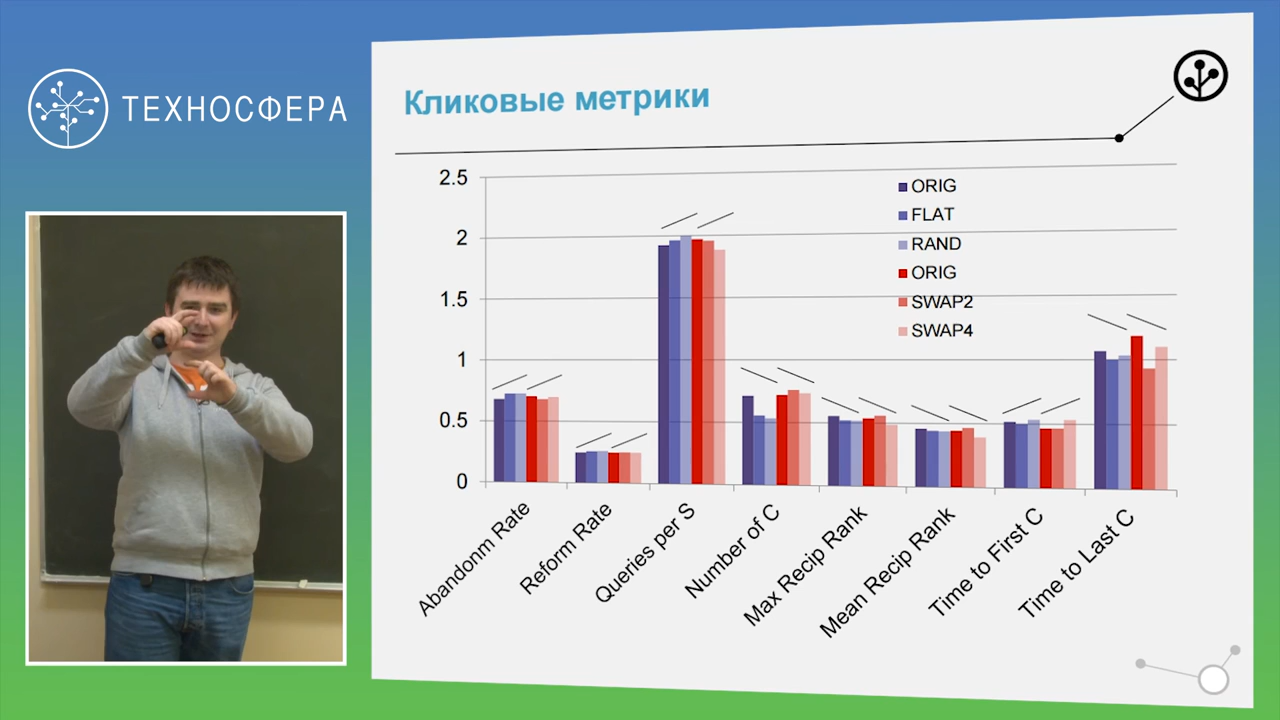 ТЕХНОСФЕРА
Кликовые метрики
2.5
2
1.5
1
0.5
0
ORIG
FLAT
RAND
ORIG
SWAP2
SWAP4
Abandonm Rate
Reform Rate
Queries per S
Number of C
Max Recip Rank
Mean Recip Rank
Time to First C
Time to Last C